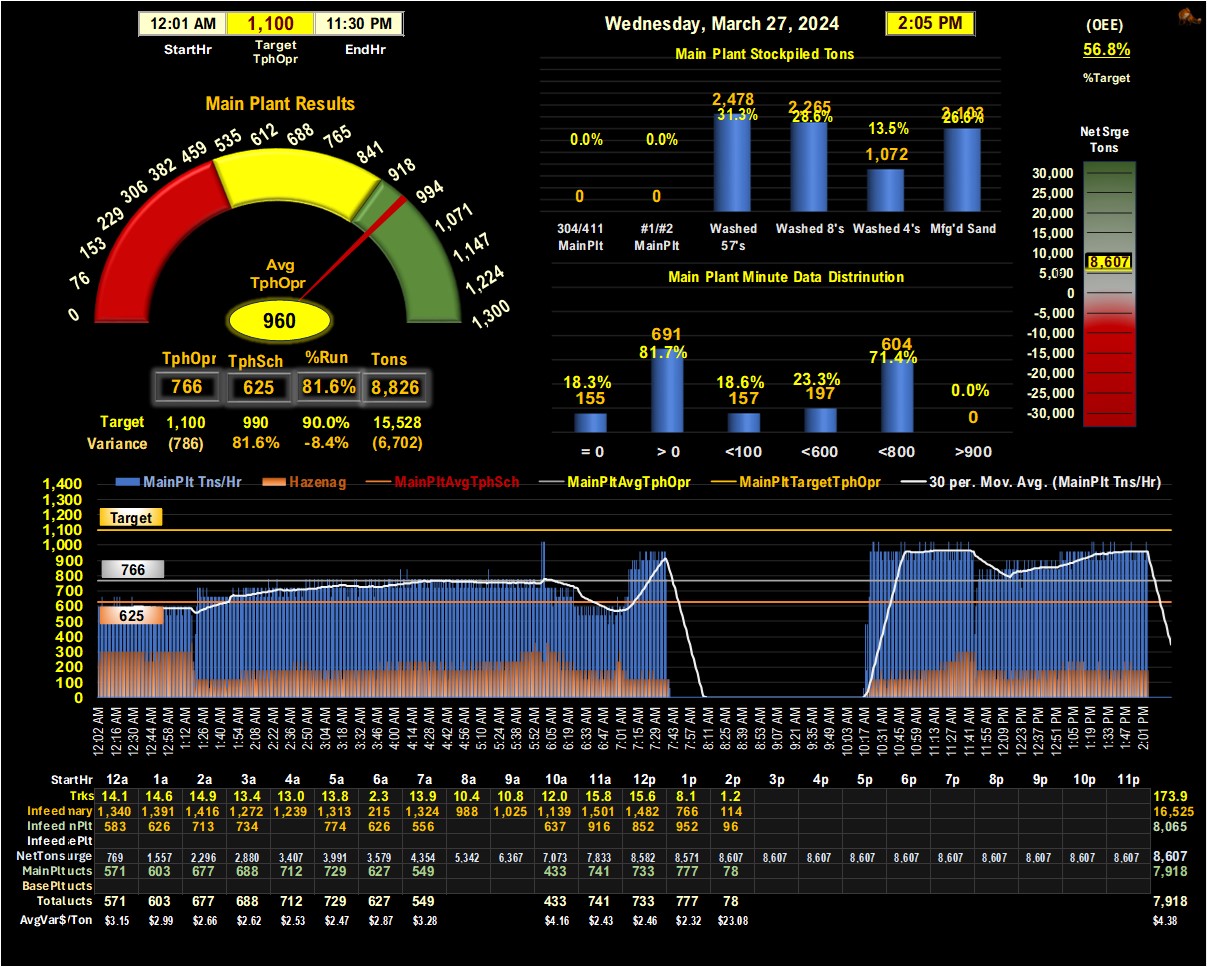 12:01 AM 1,100 11:30 PM
StartHr Target TphOpr EndHr
Wednesday, March 27, 2024 2:05 PM
(OEE)
56.8%
%Target
Main Plant Results
0 76 153 229 306 382 459 535 612 688 765 841 918 994 1,071 1,147 1,224 1,300
Avg
TphOpr
960
TphOpr TphSch %Run Tons
766 625 81.6% 8,826
Target 1,100 990 90.0% 15,528
Variance (786) 81.6% -8.4% (6,702)
Main Plant Stockpiled Tons
2,478 2,265 2,103
31.3% 28.6% 26.6%
0.0% 0.0% 13.5%
1,072
0 0
304/411 MainPlt #1/#2 MainPlt Washed 57's Washed 8's Washed 4's Mfg'd Sand
Main Plant Minute Data Distrinution
691 604
81.7% 71.4%
18.3% 18.6% 23.3% 0.0%
155 157 197 0
= 0 > 0 <100 <600 <800 >900
Net Srge
Tons
30,000
25,000
20,000
15,000
10,000
8,607
5,000
0
-5,000
-10,000
-15,000
-20,000
-25,000
-30,000
MainPlt Tns/Hr Hazenag MainPltAvgTphSch MainPltAvgTphOpr MainPltTargetTphOpr 30 per. Mov. Avg. (MainPlt Tns/Hr)
1,400
1,300
1,200
1,100
1,000
900
800
700
600
500
400
300
200
100
0
Target
766
625
12:02 AM 12:16 AM 12:30 AM 12:44 AM 12:58 AM 1:12 AM 1:26 AM 1:40 AM 1:54 AM 2:08 AM 2:22 AM 2:36 AM 2:50 AM 3:04 AM 3:18 AM 3:32 AM 3:46 AM 4:00 AM 4:14 AM 4:28 AM 4:42 AM 4:56 AM 5:10 AM 5:24 AM 5:38 AM 5:52 AM 6:05 AM 6:19 AM 6:33 AM 6:47 AM 7:01 AM 7:15 AM 7:29 AM 7:43 AM 7:57 AM 8:11 AM 8:25 AM 8:39 AM 8:53 AM 9:07 AM 9:21 AM 9:35 AM 9:49 AM 10:03 AM 10:17 AM 10:31 AM 10:45 AM 10:59 AM 11:13 AM 11:27 AM 11:41 AM 11:55 AM 12:09 PM 12:23 PM 12:37 PM 12:51 PM 1:05 PM 1:19 PM 1:33 PM 1:47 PM 2:01 PM
StartHr 12a 1a 2a 3a 4a 5a 6a 7a 8a 9a 10a 11a 12p 1p 2p 3p 4p 5p 6p 7p 8p 9p 10p 11p
Trks 14.1 14.6 14.9 13.4 13.0 13.8 2.3 13.9 10.4 10.8 12.0 15.8 15.6 8.1 1.2 173.9
Infeed nary 1,340 1,391 1,416 1,272 1,239 1,313 215 1,324 988 1,025 1,139 1,501 1,482 766 114 16,525
Infeed nPlt 583 626 713 734 774 626 556 637 916 852 952 96 8,065
Infeed ePlt
NetTons urge 769 1,557 2,296 2,880 3,407 3,991 3,579 4,354 5,342 6,367 7,073 7,833 8,582 8,571 8,607 8,607 8,607 8,607 8,607 8,607 8,607 8,607 8,607 8,607 8,607
MainPlt ucts 571 603 677 688 712 729 627 549 433 741 733 777 78 7,918
BasePlt ucts
Total ucts 571 603 677 688 712 729 627 549 433 741 733 777 78 7,918
AvgVar$/Ton $3.15 $2.99 $2.66 $2.62 $2.53 $2.47 $2.87 $3.28 $4.16 $2.43 $2.46 $2.32 $23.08 $4.38